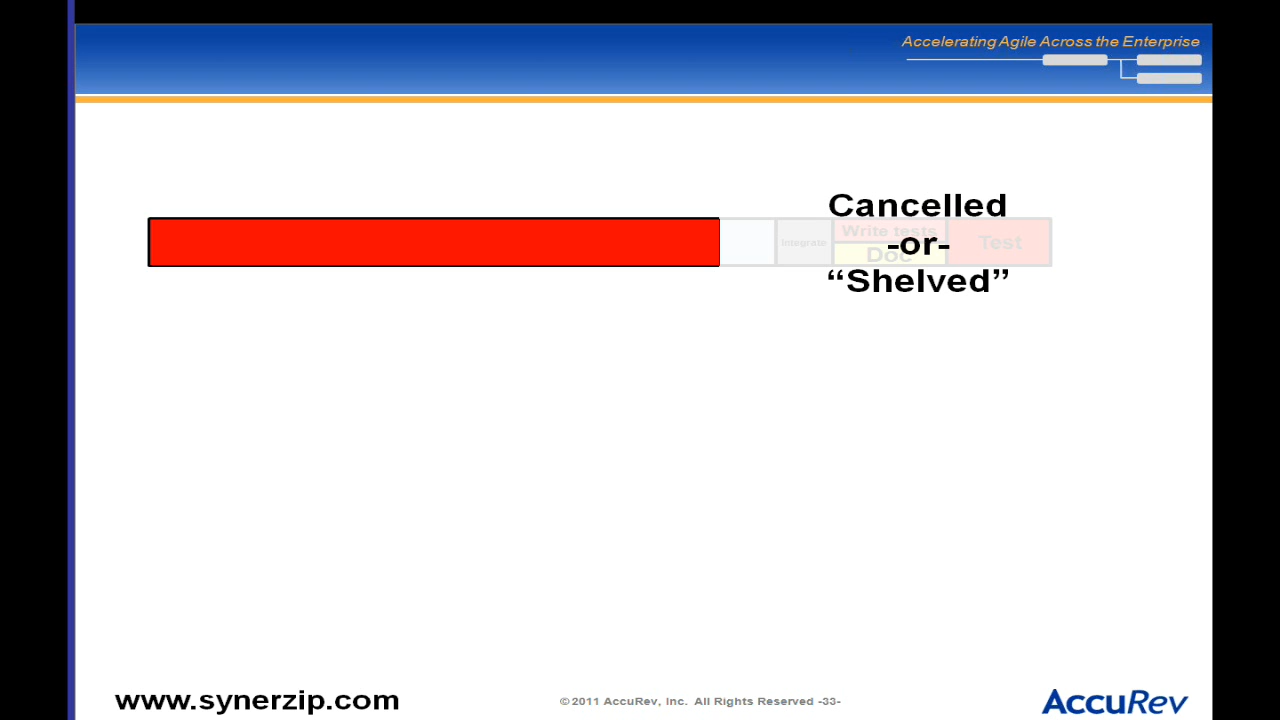 Accelerating Agile Across the Enterprise
Cancelled
Write tests
Integrate
-or-
Test
Doc
“Shelved”
www.synerzip.com
©2011 AccuRev, Inc. All Rights Reserved -33-
AccuRev